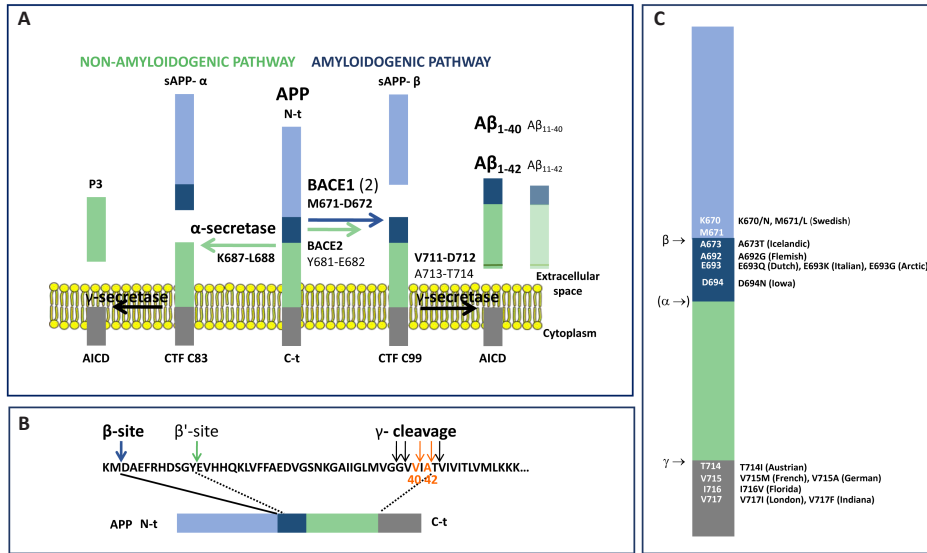 A
NON-AMYLOIDOGENIC PATHWAY AMYLOIDOGENIC PATHWAY
sAPP- α
APP
N-t
sAPP- β
Aβ1-40 Aβ11-40
Aβ1-42 Aβ11-42
P3
BACE1 (2)
M671-D672
α-secretase
K687-L688
BACE2
Y681-E682
V711-D712
A713-T714
Extracellular
space
γ-secretase
γ-secretase
Cytoplasm
AICD
CTF C83
C-t
CTF C99
AICD
B
β-site
β'-site
γ- cleavage
KMDAEFRHDSGYEVHHQKLVFFAEDVGSNKGAIIGLMVGGVVIATVIVITLVMLKKK...
40 42
APP N-t
C-t
C
K670 K670/N, M671/L (Swedish)
M671
β →
A673 A673T (Icelandic)
A692 A692G (Flemish)
E693 E693Q (Dutch), E693K (Italian), E693G (Arctic)
D694 D694N (Iowa)
(α →)
γ →
T714 T714I (Austrian)
V715 V715M (French), V715A (German)
I716 I716V (Florida)
V717 V717I (London), V717F (Indiana)